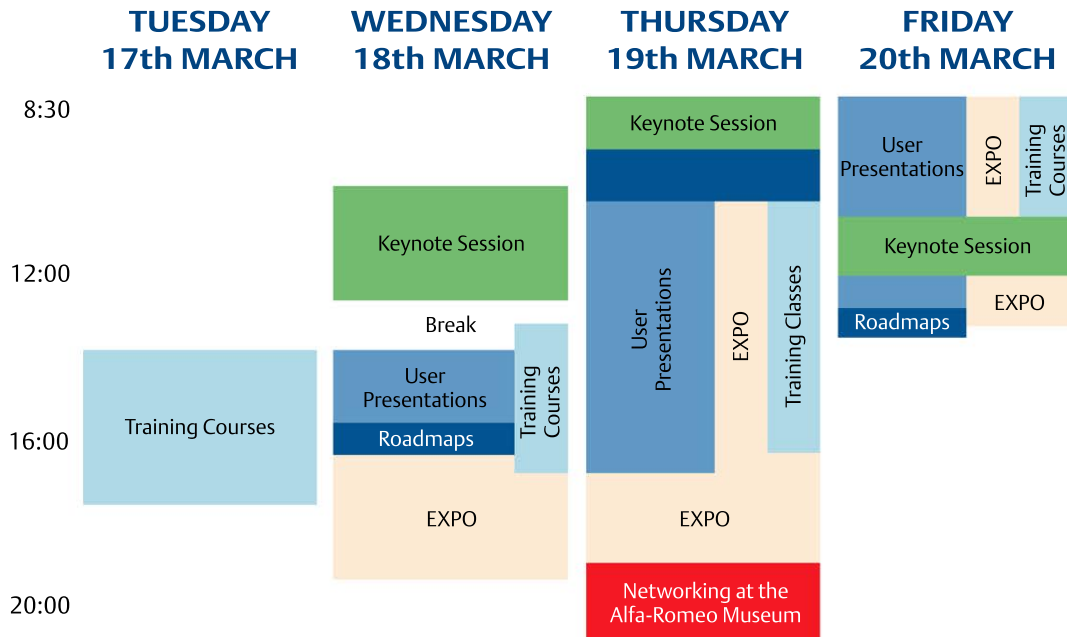 TUESDAY
17th MARCH
WEDNESDAY
18th MARCH
THURSDAY
19th MARCH
FRIDAY
20th MARCH
8:30
12:00
16:00
20:00
Training Courses
Keynote Session
Break
User
Presentations
Roadmaps
Training
Courses
EXPO
Keynote Session
User
Presentations
EXPO
Training Classes
EXPO
Networking at the
Alfa-Romeo Museum
User
Presentations
EXPO
Training
Courses
Keynote Session
EXPO
Roadmaps